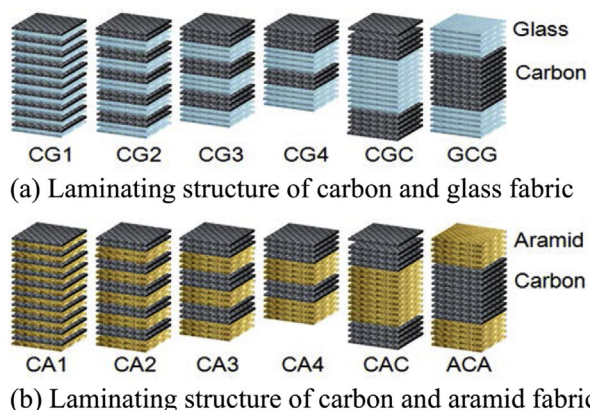 Glass
Carbon
CG1 CG2 CG3 CG4 CGC GCG
(a) Laminating structure of carbon and glass fabric
Aramid
Carbon
CA1 CA2 CA3 CA4 CAC ACA
(b) Laminating structure of carbon and aramid fabric